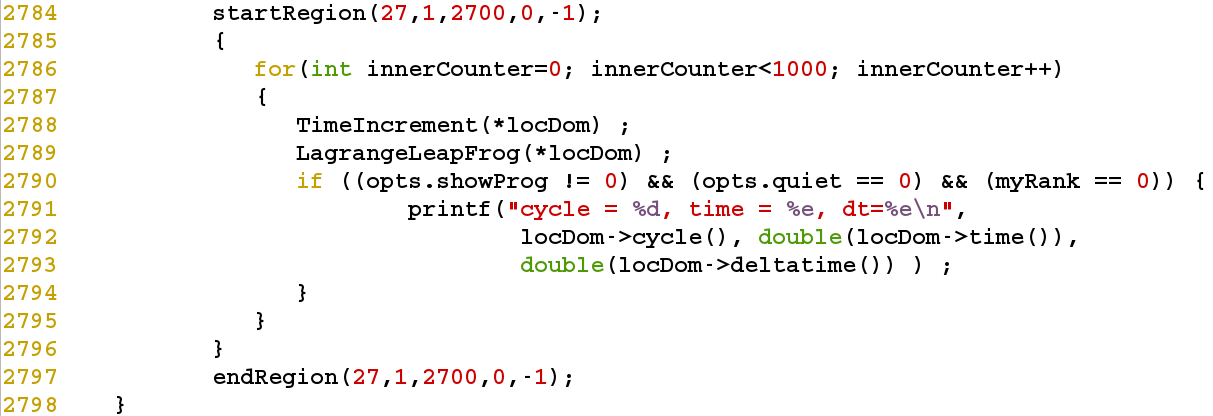 2784 startRegion(27,1,2700,0,-1);
2785 {
2786 for(int innerCounter=0; innerCounter<1000; innerCounter++)
2787 {
2788 TimeIncrement(*locDom) ;
2789 LagrangeLeapFrog(*locDom) ;
2790 if ((opts.showProg != 0) && (opts.quiet == 0) && (myRank == 0)) {
2791 printf("cycle = %d, time = %e, dt=%e\n",
2792 locDom->cycle(), double(locDom->time()),
2793 double(locDom->deltatime()) ) ;
2794 }
2795 }
2796 }
2797 endRegion(27,1,2700,0,-1);
2798 }